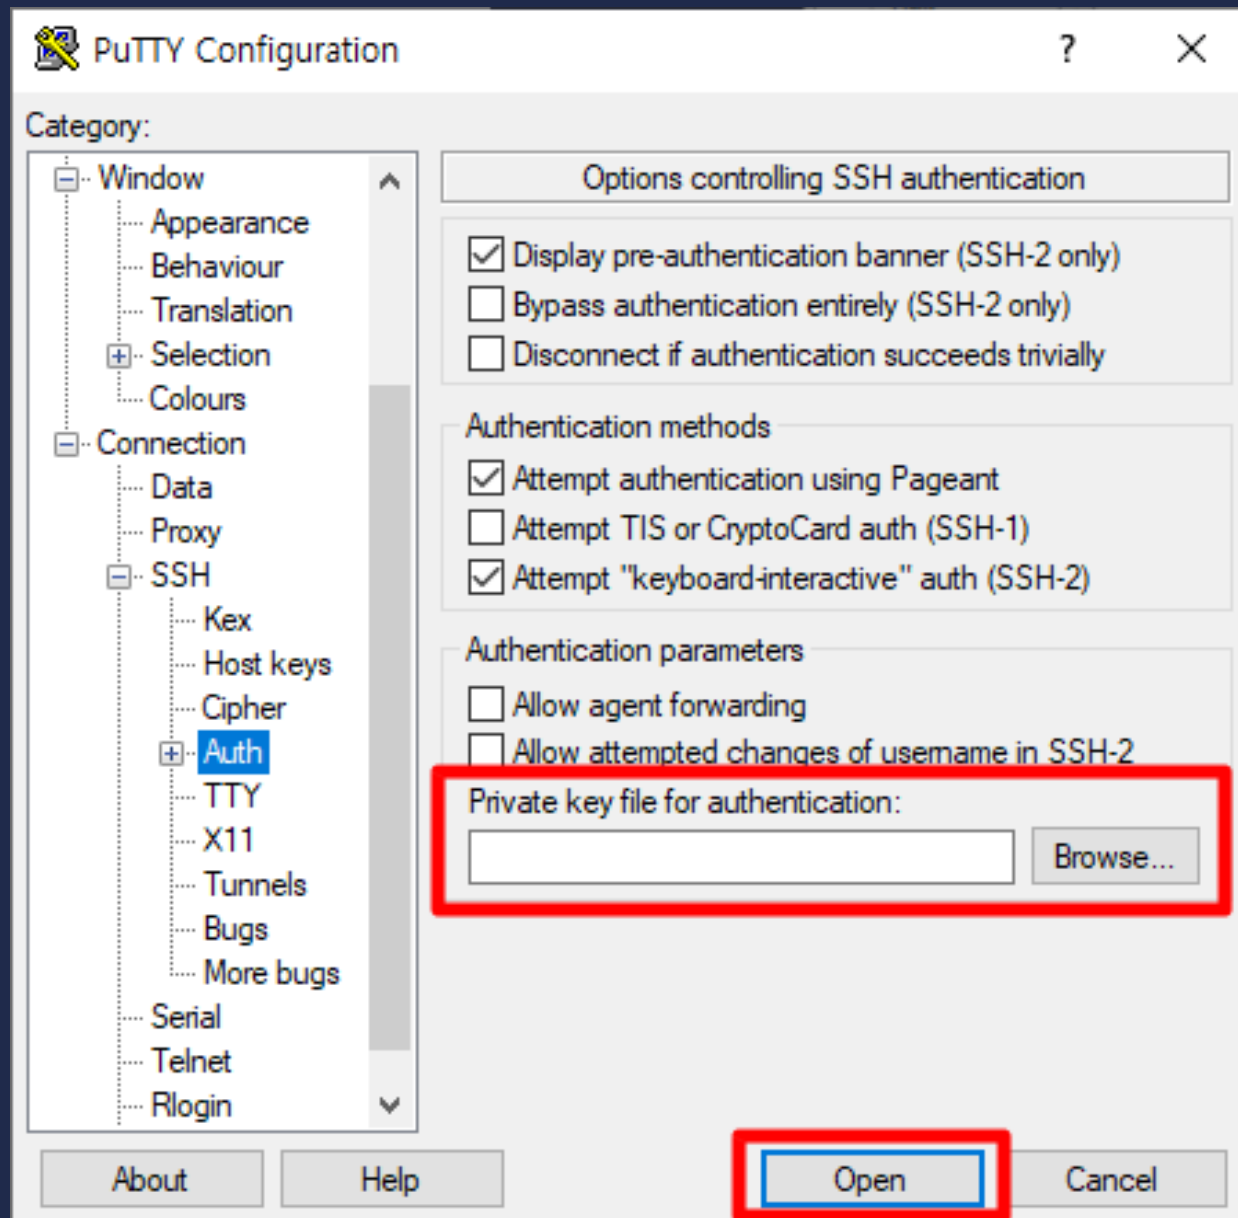 PuTTY Configuration
?
Category:
Window
Appearance
Behaviour
Translation
Selection
Colours
Connection
Data
Proxy
SSH
Kex
Host keys
Cipher
Auth
TTY
X11
Tunnels
Bugs
More bugs
Serial
Telnet
Rlogin
Options controlling SSH authentication
Display pre-authentication banner (SSH-2 only)
Bypass authentication entirely (SSH-2 only)
Disconnect if authentication succeeds trivially
Authentication methods
Attempt authentication using Pageant
Attempt TIS or CryptoCard auth (SSH-1)
Attempt "keyboard-interactive" auth (SSH-2)
Authentication parameters
Allow agent forwarding
Allow attempted changes of username in SSH-2
Private key file for authentication:
Browse...
About
Help
Open
Cancel